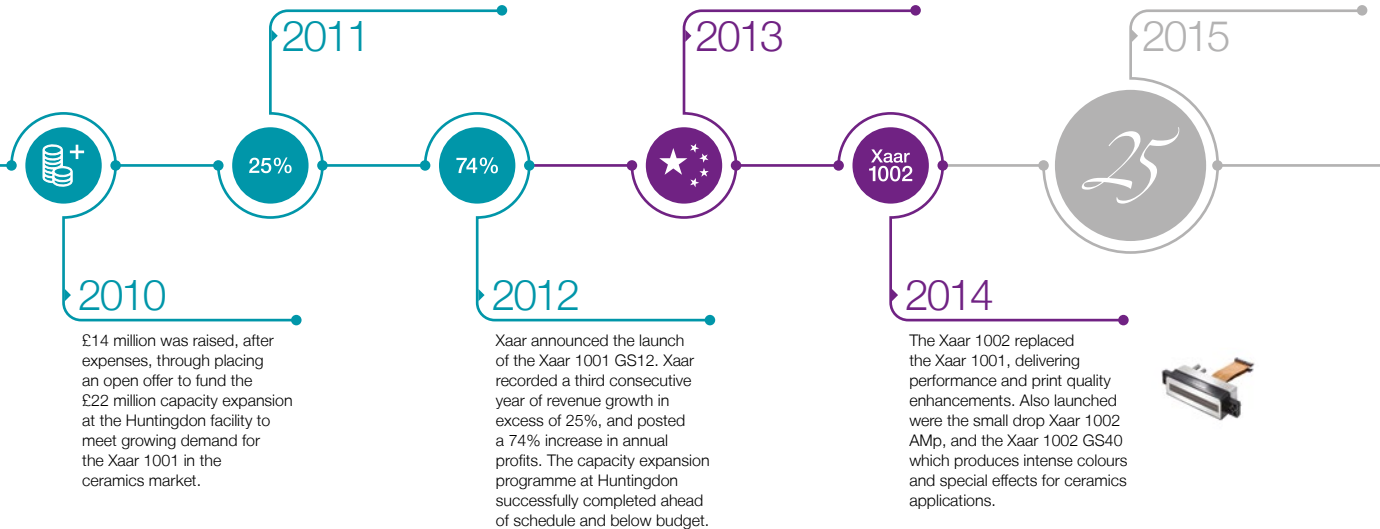 2011
2013
2015
25%
74%
Xaar
1002
25
2010
£14 million was raised, after
expenses, through placing
an open offer to fund the
£22 million capacity expansion
at the Huntingdon facility to
meet growing demand for
the Xaar 1001 in the
ceramics market.
2012
Xaar announced the launch
of the Xaar 1001 GS12. Xaar
recorded a third consecutive
year of revenue growth in
excess of 25%, and posted
a 74% increase in annual
profits. The capacity expansion
programme at Huntingdon
successfully completed ahead
of schedule and below budget.
2014
The Xaar 1002 replaced
the Xaar 1001, delivering
performance and print quality
enhancements. Also launched
were the small drop Xaar 1002
AMp, and the Xaar 1002 GS40
which produces intense colours
and special effects for ceramics
applications.